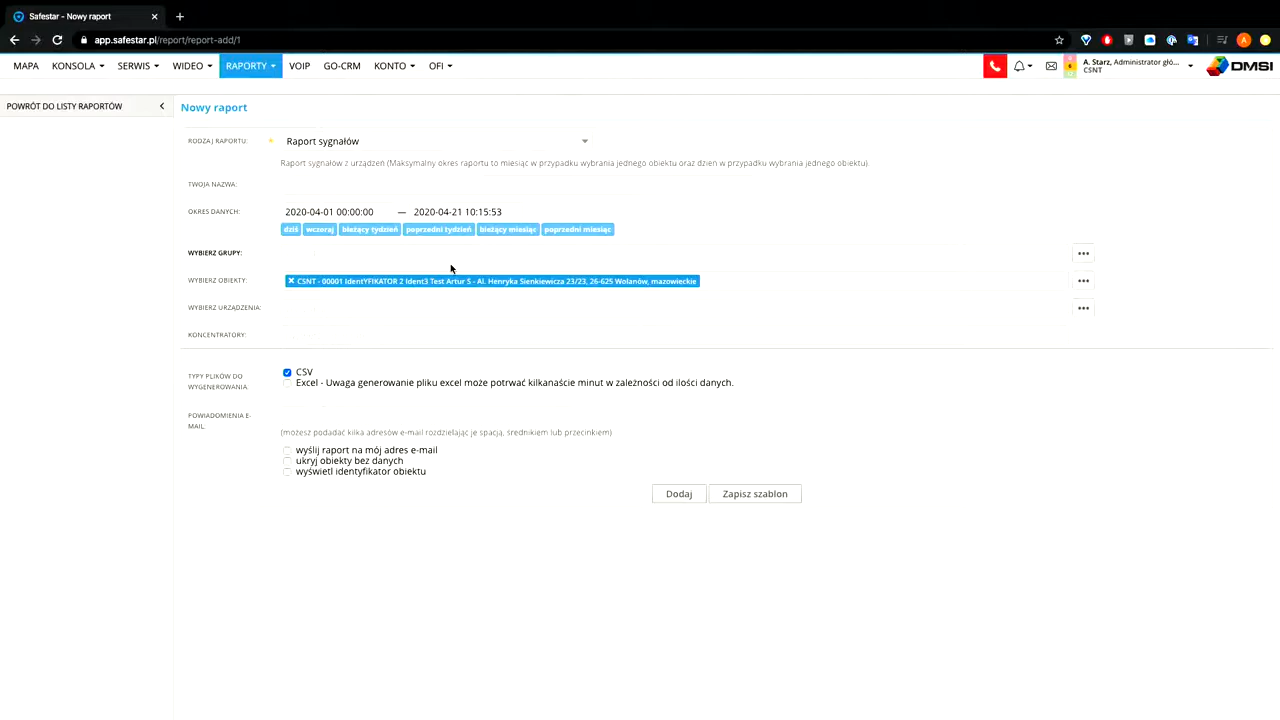 Safestar - Nowy raport
app.safestar.pl/report/report-add/1
MAPA KONSOLA SERWIS WIDEO RAPORTY VOIP GO-CRM KONTO OFI
A. Starz, Administrator głó...
CSNT
DMSI
POWRÓT DO LISTY RAPORTÓW
Nowy raport
RODZAJ RAPORTU: Raport sygnałów
Raport sygnałów z urządzeń (Maksymalny okres raportu to miesiąc w przypadku wybrania jednego obiektu oraz dzien w przypadku wybrania jednego obiektu).
TWOJA NAZWA:
OKRES DANYCH: 2020-04-01 00:00:00 — 2020-04-21 10:15:53
dziś wczoraj bieżący tydzień poprzedni tydzień bieżący miesiąc poprzedni miesiąc
WYBIERZ GRUPY:
WYBIERZ OBIEKTY: CSNT - 00001 IdentYFIKATOR 2 Ident3 Test Artur S - Al. Henryka Sienkiewicza 23/23, 26-625 Wolanów, mazowieckie
WYBIERZ URZĄDZENIA:
KONCENTRATORY:
TYPY PLIKÓW DO
WYGENEROWANIA:
CSV
Excel - Uwaga generowanie pliku excel może potrwać kilkanaście minut w zależności od ilości danych.
POWIADOMIENIA E-
MAIL:
(możesz podadać kilka adresów e-mail rozdzielając je spacją, średnikiem lub przecinkiem)
wyślij raport na mój adres e-mail
ukryj obiekty bez danych
wyświetl identyfikator obiektu
Dodaj Zapisz szablon